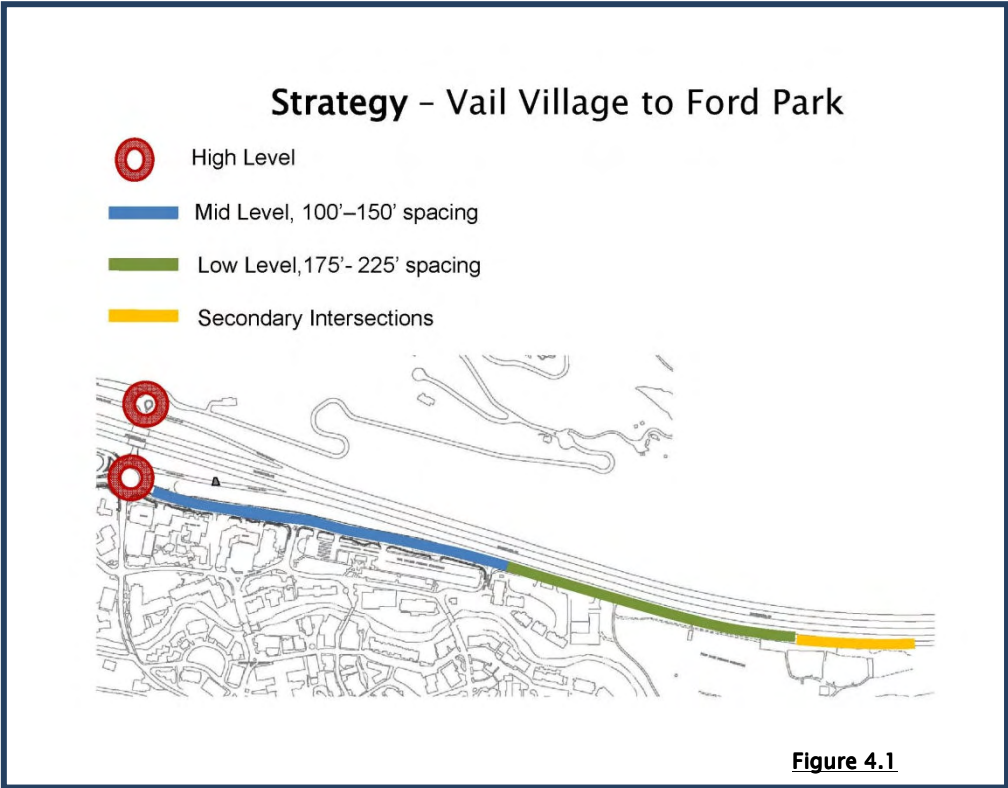 Strategy – Vail Village to Ford Park
High Level
Mid Level, 100’–150’ spacing
Low Level,175’- 225’ spacing
Secondary Intersections
Figure 4.1